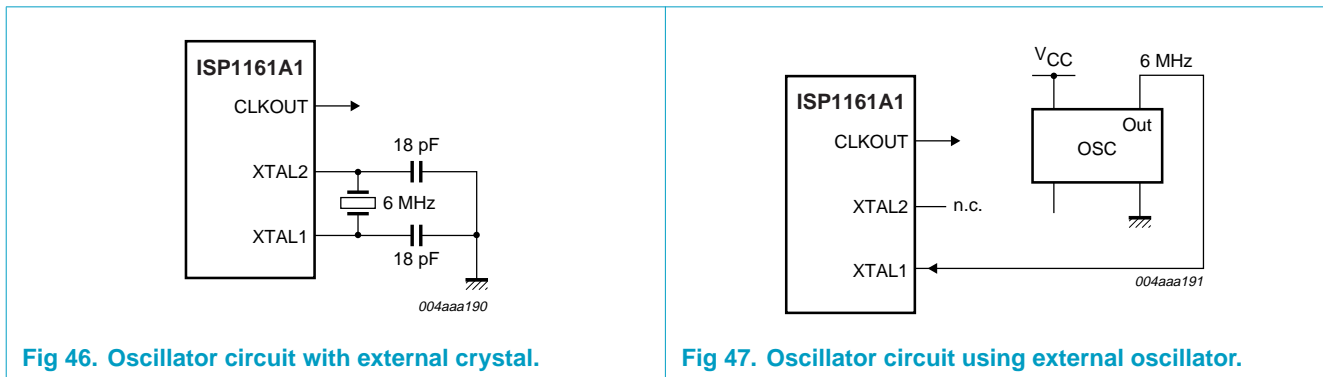 ISP1161A1
CLKOUT
18 pF
XTAL2
6 MHz
XTAL1
18 pF
004aaa190
Fig 46. Oscillator circuit with external crystal.
VCC
6 MHz
ISP1161A1
Out
OSC
CLKOUT
XTAL2
n.c.
XTAL1
004aaa191
Fig 47. Oscillator circuit using external oscillator.